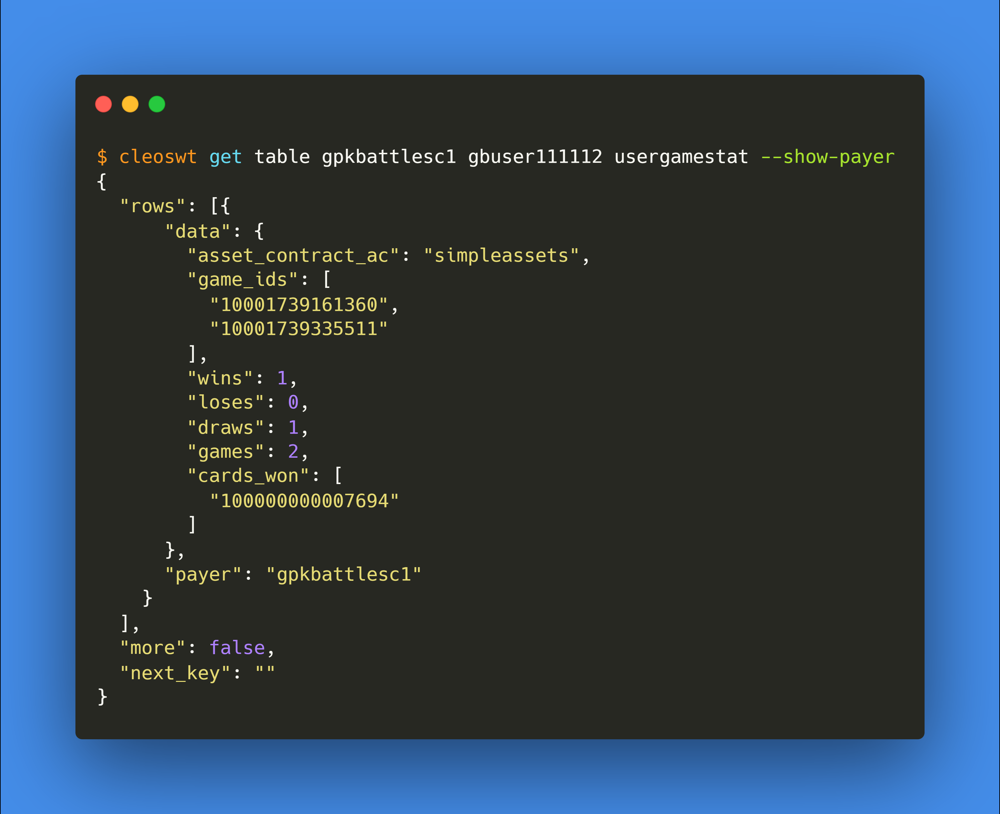 $ cleoswt get table gpkbattlesc1 gbuser111112 usergamestat --show-payer
{
  "rows": [{
      "data": {
        "asset_contract_ac": "simpleassets",
        "game_ids": [
          "10001739161360",
          "10001739335511"
        ],
        "wins": 1,
        "loses": 0,
        "draws": 1,
        "games": 2,
        "cards_won": [
          "100000000007694"
        ]
      },
      "payer": "gpkbattlesc1"
    }
  ],
  "more": false,
  "next_key": ""
}